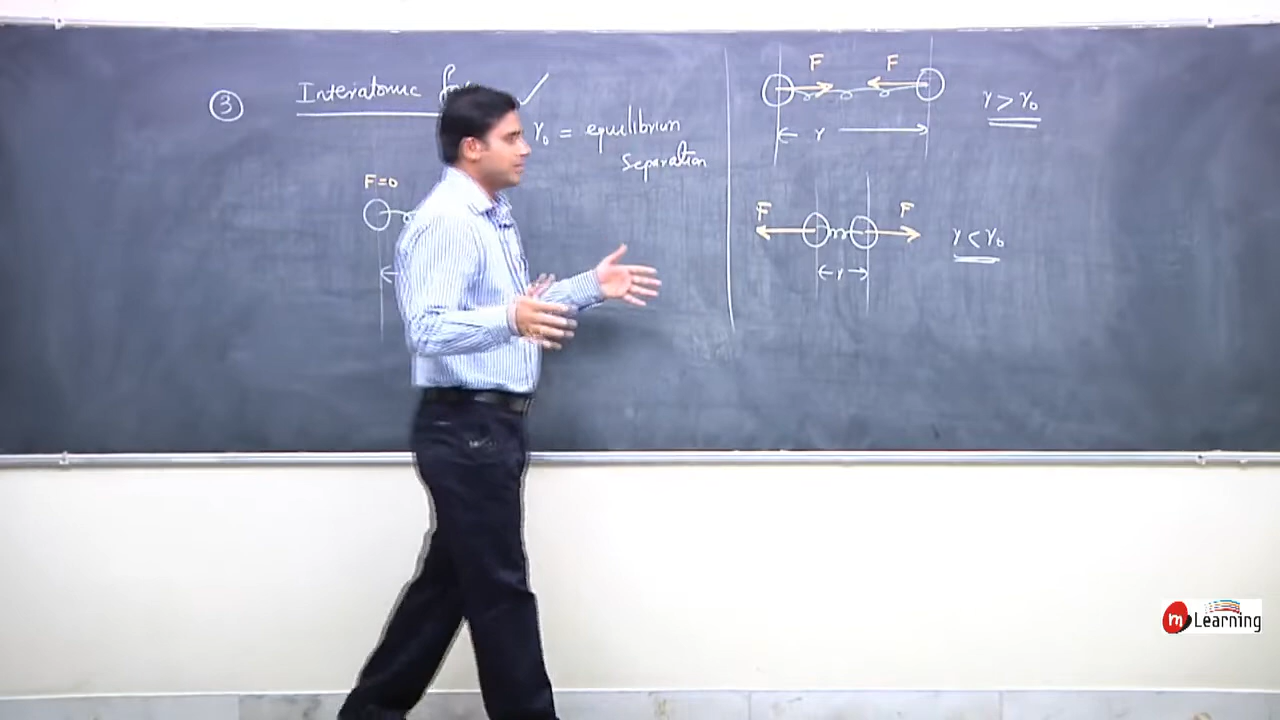 ③ Interatomic
r₀ = equilibrium
separation
F=0
F F
r
r > r₀
F F
r
r < r₀
m Learning